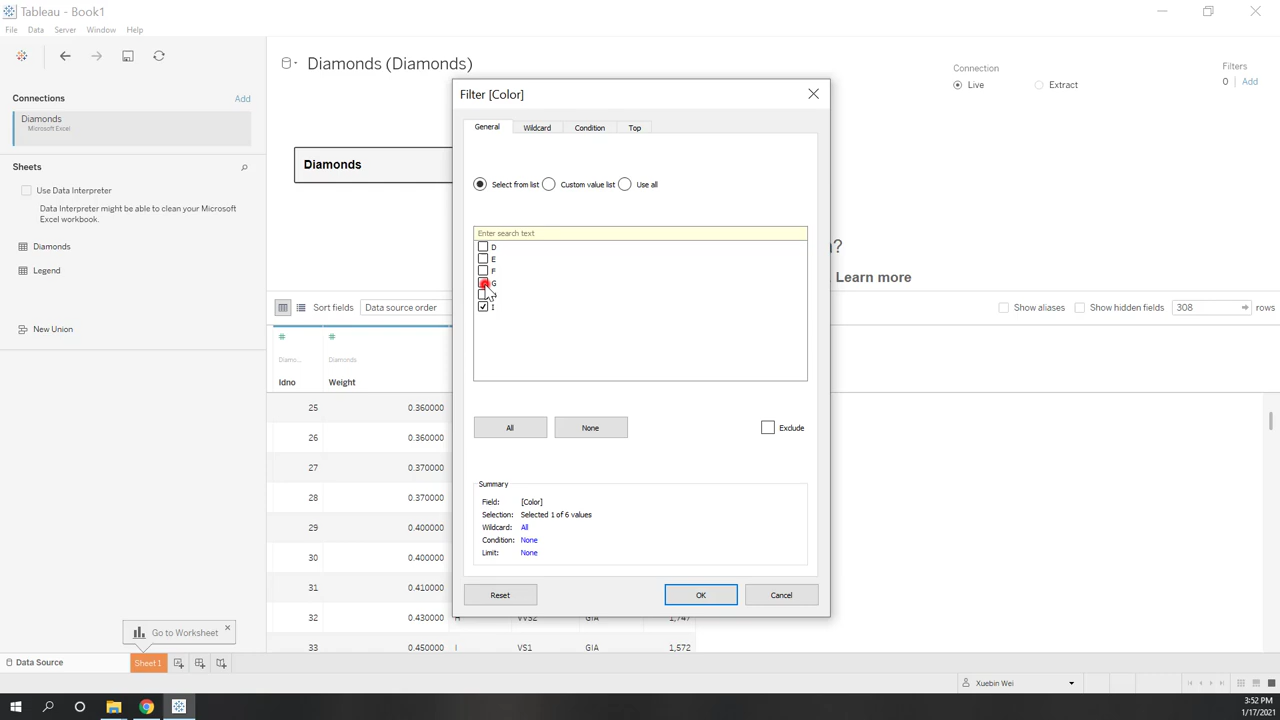 Tableau - Book1
File Data Server Window Help
Connections
Add
Diamonds
Microsoft Excel
Sheets
Use Data Interpreter
Data Interpreter might be able to clean your Microsoft
Excel workbook.
Diamonds
Legend
New Union
Diamonds (Diamonds)
Connection
Live
Extract
Filters
0
Add
Diamonds
?
Learn more
Sort fields
Data source order
Show aliases
Show hidden fields
308
rows
Diamo...
Diamonds
Idno
Weight
25 0.360000
26 0.360000
27 0.370000
28 0.370000
29 0.400000
30 0.400000
31 0.410000
32 0.430000 H VVS2 GIA 1,747
33 0.450000 I VS1 GIA 1,572
Filter [Color]
General
Wildcard
Condition
Top
Select from list
Custom value list
Use all
Enter search text
D
E
F
G
I
All
None
Exclude
Summary
Field: [Color]
Selection: Selected 1 of 6 values
Wildcard: All
Condition: None
Limit: None
Reset
OK
Cancel
Go to Worksheet
Data Source
Sheet 1
Xuebin Wei
3:52 PM
1/17/2021